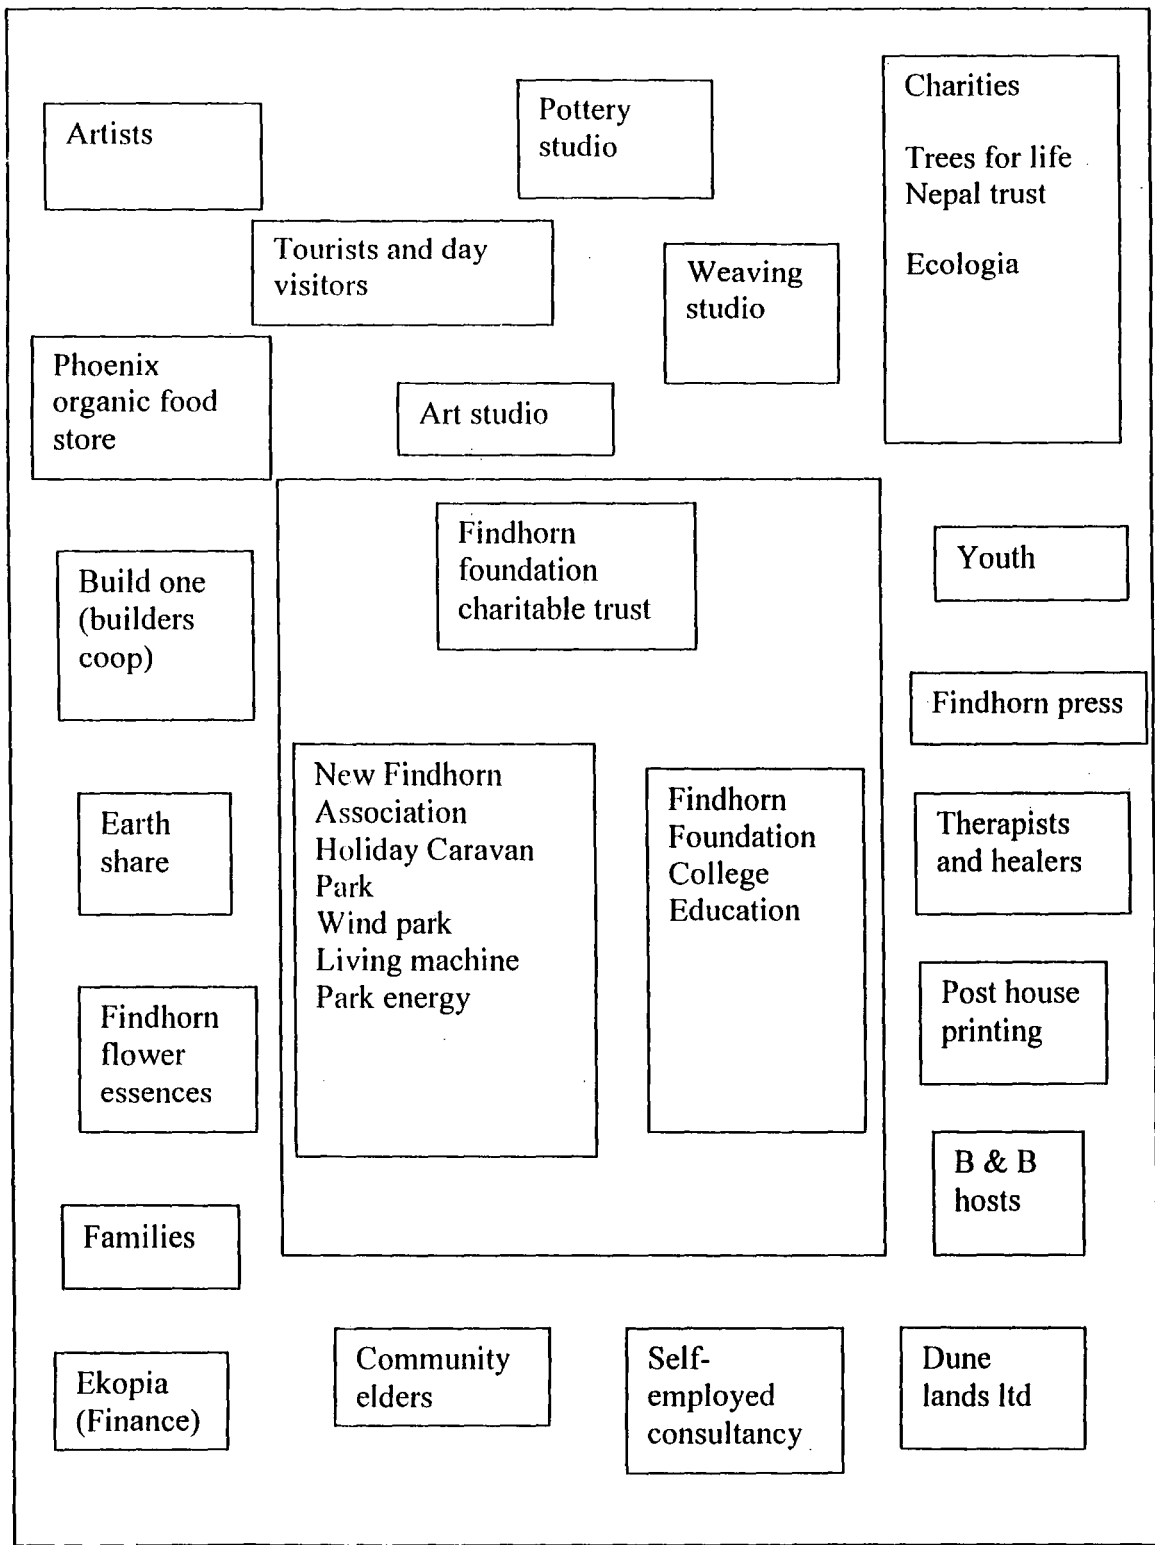 Artists
Pottery
studio
Charities
Trees for life
Nepal trust
Ecologia
Tourists and day
visitors
Weaving
studio
Phoenix
organic food
store
Art studio
Findhorn
foundation
charitable trust
Youth
Build one
(builders
coop)
Findhorn press
New Findhorn
Association
Holiday Caravan
Park
Wind park
Living machine
Park energy
Findhorn
Foundation
College
Education
Earth
share
Therapists
and healers
Findhorn
flower
essences
Post house
printing
B & B
hosts
Families
Ekopia
(Finance)
Community
elders
Self-
employed
consultancy
Dune
lands ltd